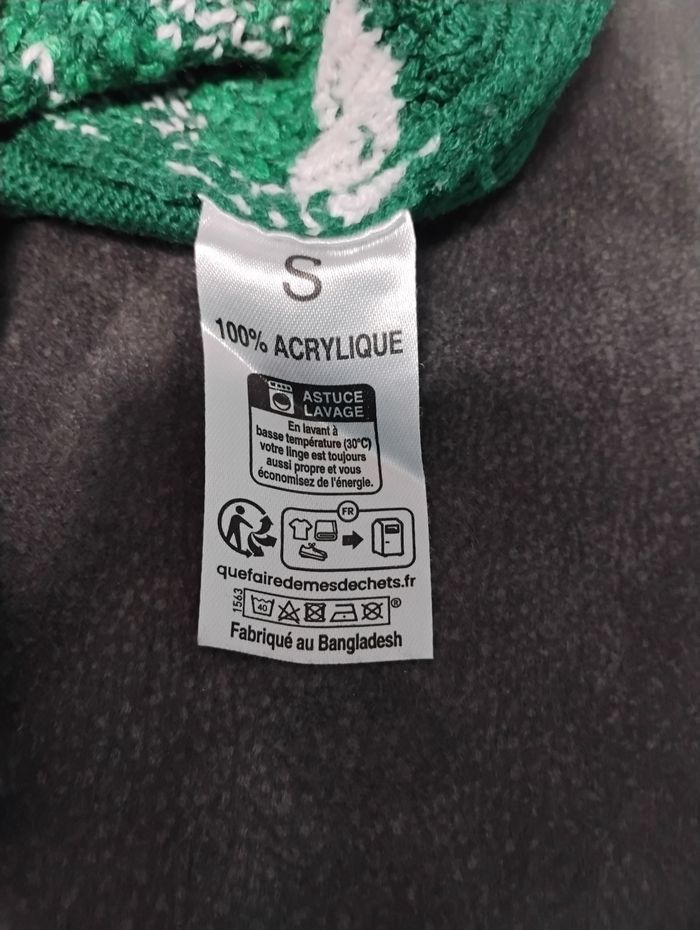 S
100% ACRYLIQUE
ASTUCE
LAVAGE
En lavant à
basse température (30°C)
votre linge est toujours
aussi propre et vous
économisez de l'énergie.
FR
quefairedemesdechets.fr
1563
40
®
Fabriqué au Bangladesh